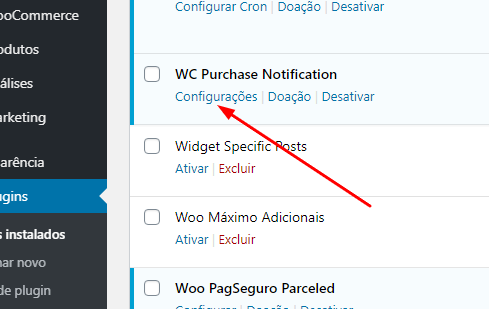 ooCommerce
odutos
álises
arketing
arência
ugins
s instalados
nar novo
de plugin
Configurar Cron | Doação | Desativar
WC Purchase Notification
Configurações | Doação | Desativar
Widget Specific Posts
Ativar | Excluir
Woo Máximo Adicionais
Ativar | Excluir
Woo PagSeguro Parceled
Configurar | Doação | Desativar